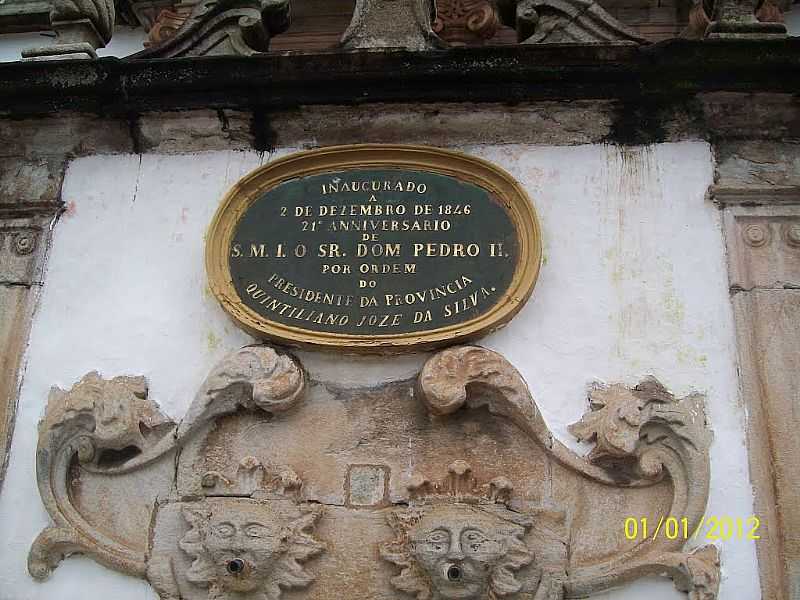 INAUGURADO
A
2 DE DEZEMBRO DE 1846
21º ANNIVERSARIO
DE
S. M. I. O SR. DOM PEDRO II.
POR ORDEM
DO
PRESIDENTE DA PROVINCIA
QUINTILIANO JOZE DA SILVA.
01/01/2012